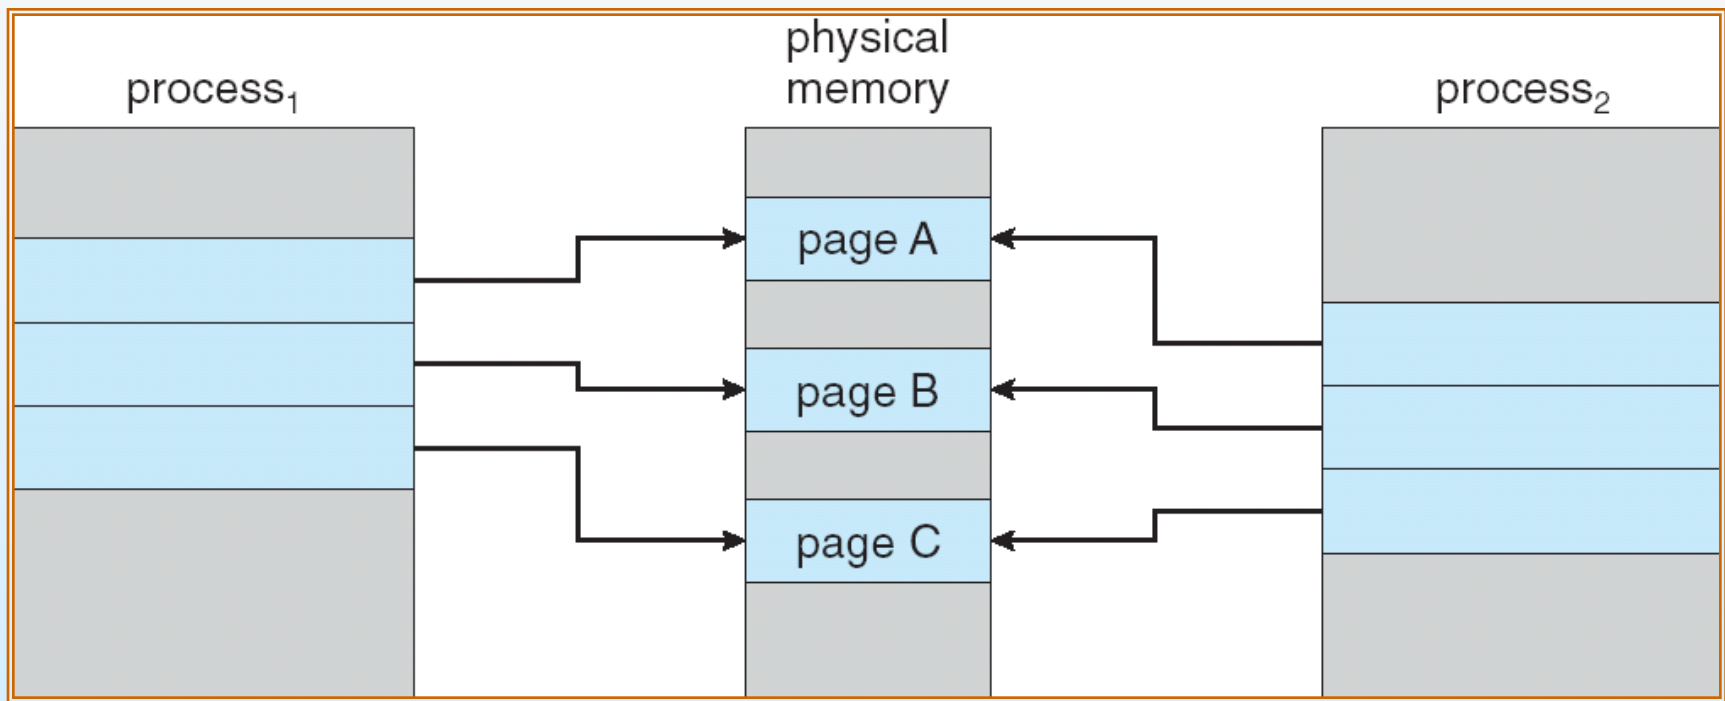 physical
memory
process₁
process₂
page A
page B
page C